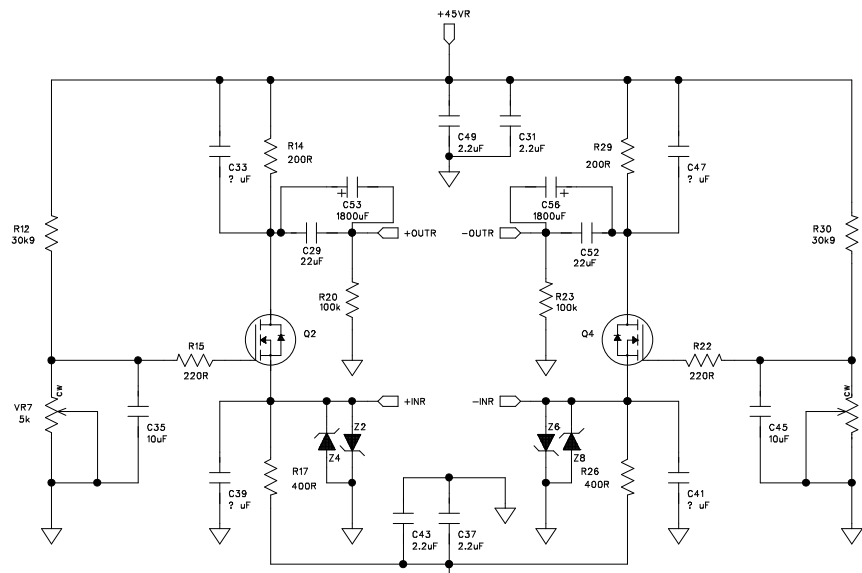 +45VR
C49
2.2uF
C31
2.2uF
R14
200R
R29
200R
C33
? uF
C47
? uF
C53
1800uF
C56
1800uF
R12
30k9
R30
30k9
+
+
+OUTR
-OUTR
C29
22uF
C52
22uF
R20
100k
R23
100k
Q2
Q4
R15
220R
R22
220R
CW
CW
VR7
5k
C35
10uF
C45
10uF
+INR
-INR
Z4
Z2
Z6
Z8
C39
? uF
R17
400R
R26
400R
C41
? uF
C43
2.2uF
C37
2.2uF